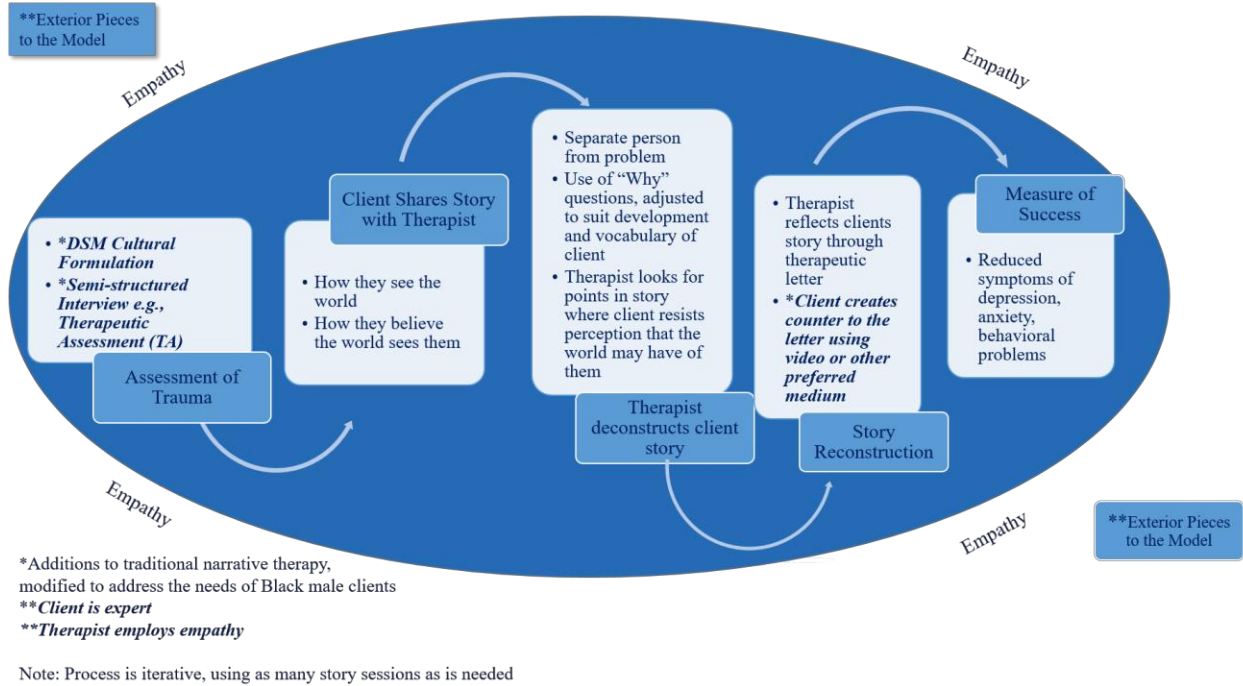 **Exterior Pieces
to the Model
Empathy
Empathy
• *DSM Cultural
Formulation
• *Semi-structured
Interview e.g.,
Therapeutic
Assessment (TA)
Assessment of
Trauma
Client Shares Story
with Therapist
• How they see the
world
• How they believe
the world sees them
• Separate person
from problem
• Use of “Why”
questions, adjusted
to suit development
and vocabulary of
client
• Therapist looks for
points in story
where client resists
perception that the
world may have of
them
Therapist
deconstructs client
story
• Therapist
reflects clients
story through
therapeutic
letter
• *Client creates
counter to the
letter using
video or other
preferred
medium
Story
Reconstruction
Measure of
Success
• Reduced
symptoms of
depression,
anxiety,
behavioral
problems
Empathy
Empathy
**Exterior Pieces
to the Model
*Additions to traditional narrative therapy,
modified to address the needs of Black male clients
**Client is expert
**Therapist employs empathy
Note: Process is iterative, using as many story sessions as is needed